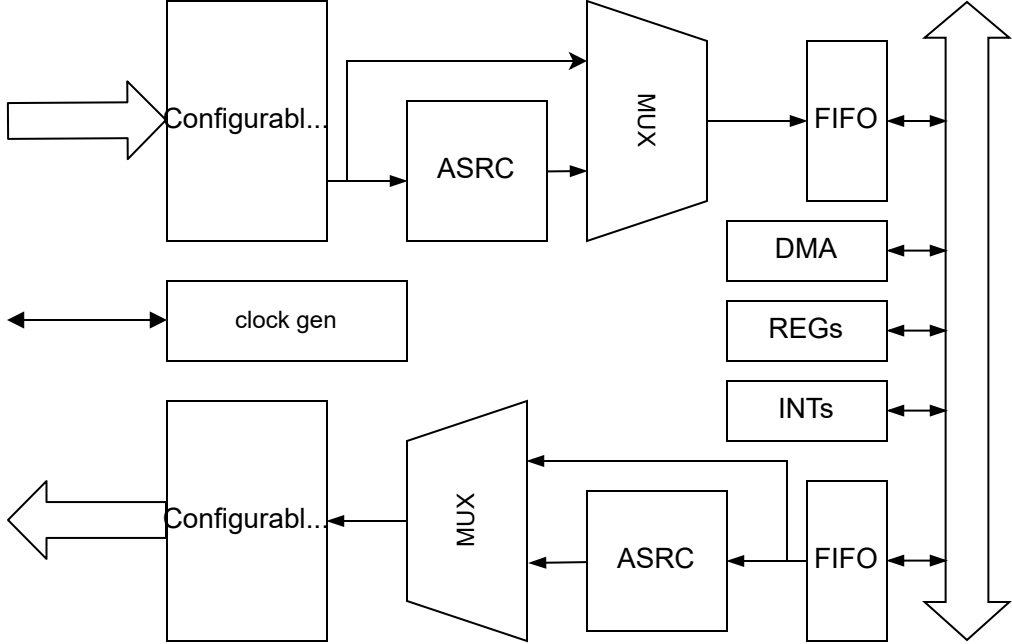 Configurabl...
ASRC
MUX
FIFO
DMA
clock gen
REGs
INTs
Configurabl...
MUX
ASRC
FIFO